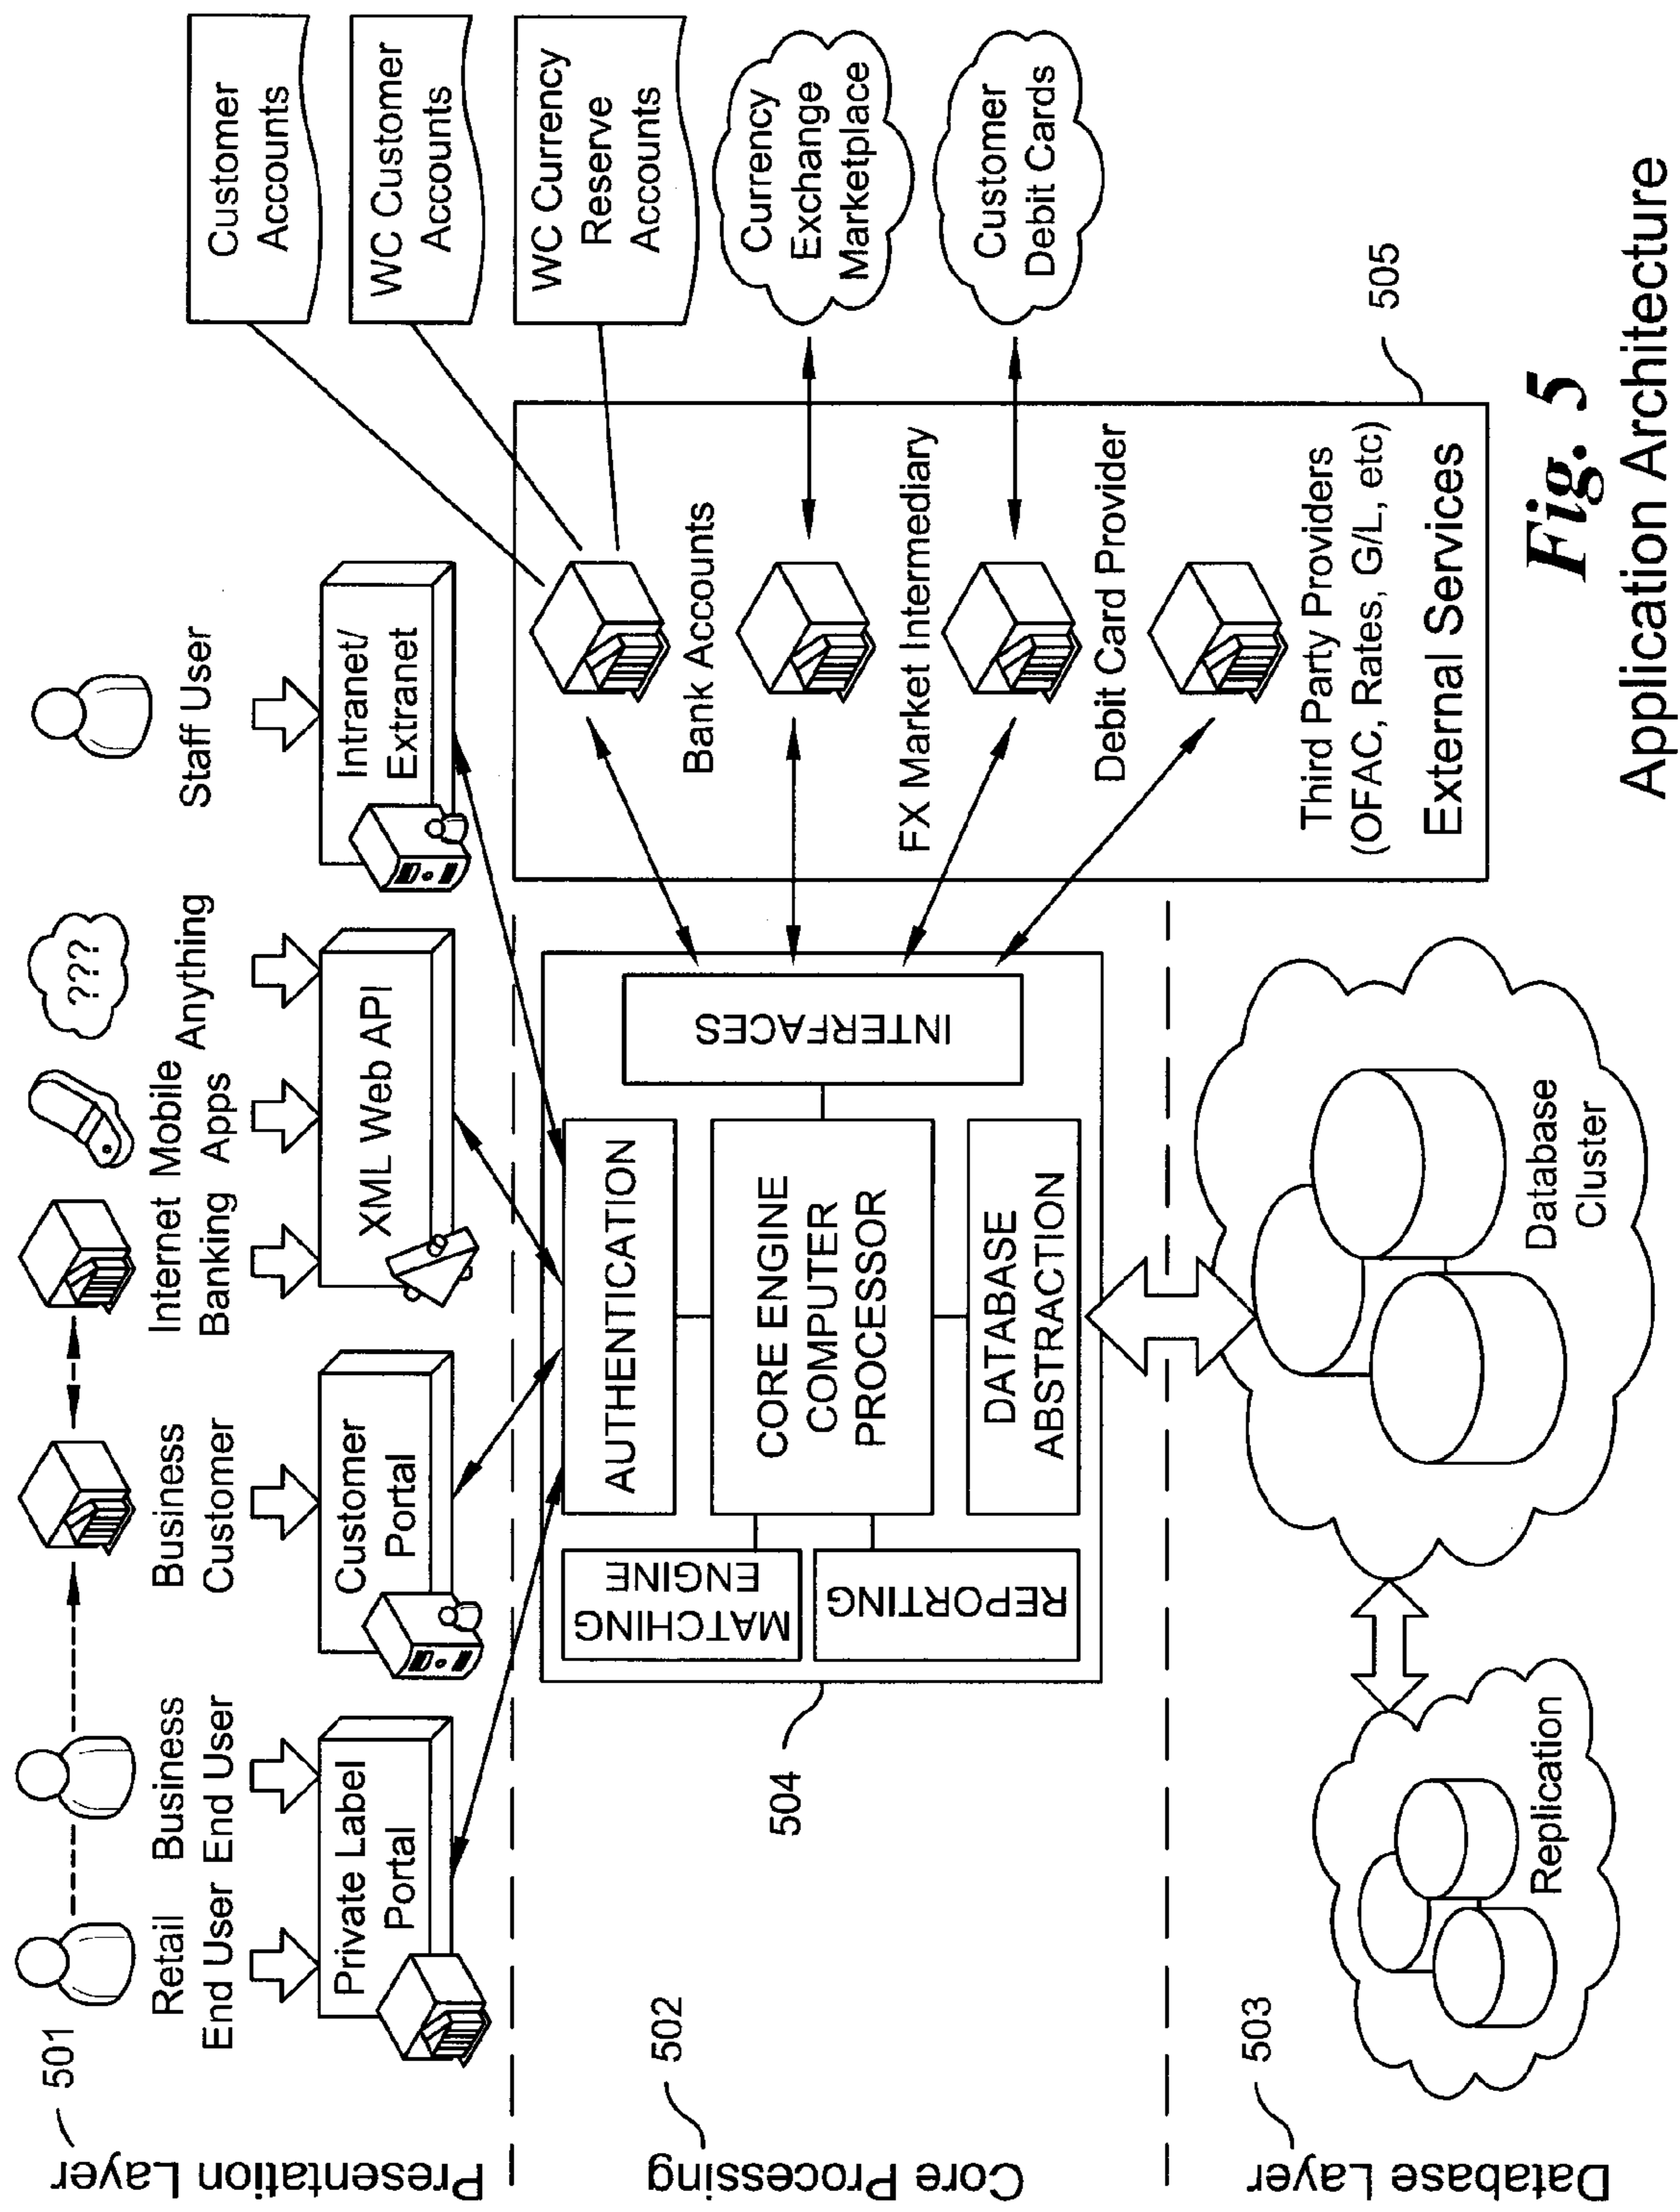 501
Presentation Layer
Retail
End User
Business
End User
Business
Customer
Internet
Banking
Mobile
Apps
???
Anything
Staff User
Private Label
Portal
Customer
Portal
XML Web API
Intranet/
Extranet
Customer
Accounts
WC Customer
Accounts
WC Currency
Reserve
Accounts
Currency
Exchange
Marketplace
Customer
Debit Cards
502
Core Processing
504
MATCHING
ENGINE
REPORTING
AUTHENTICATION
CORE ENGINE
COMPUTER
PROCESSOR
DATABASE
ABSTRACTION
INTERFACES
Bank Accounts
FX Market Intermediary
Debit Card Provider
Third Party Providers
(OFAC, Rates, G/L, etc)
External Services
505
503
Database Layer
Replication
Database
Cluster
Fig. 5
Application Architecture